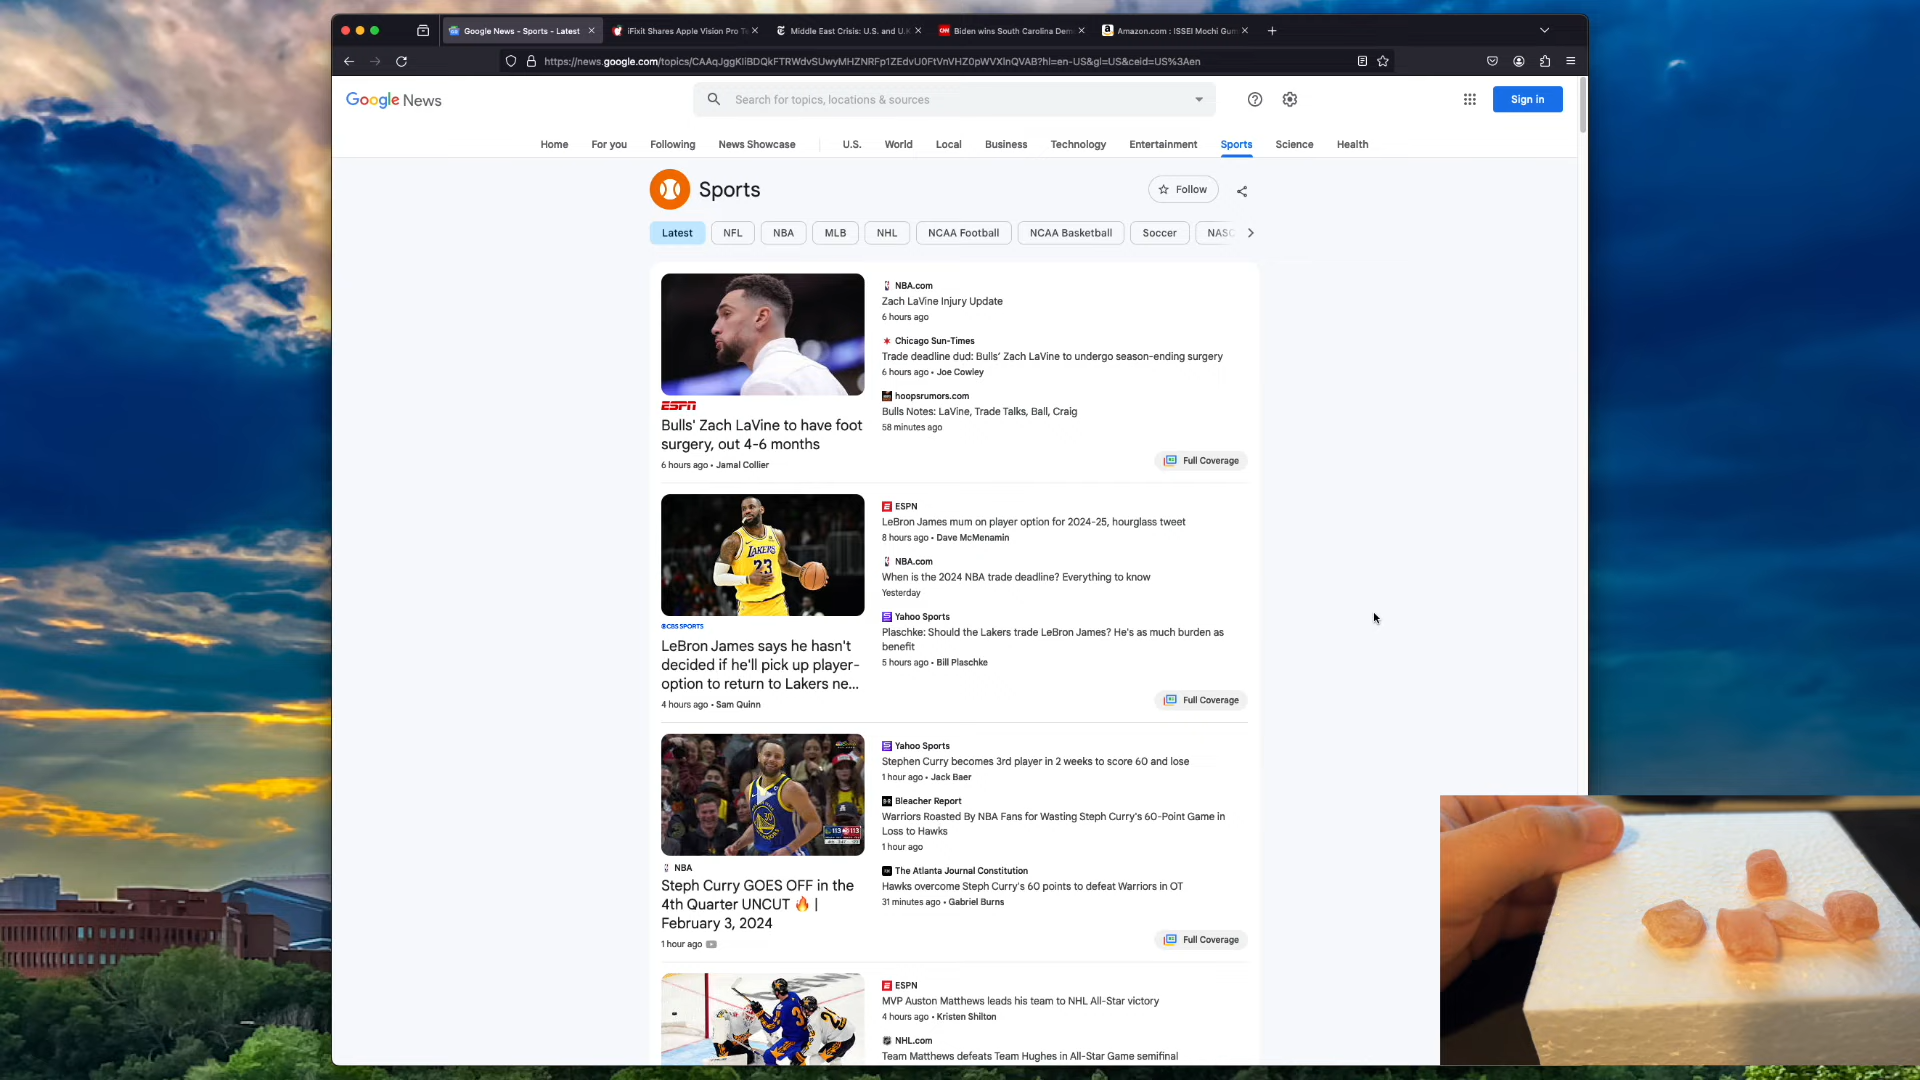 Google News - Sports - Latest
iFixit Shares Apple Vision Pro Te
Middle East Crisis: U.S. and U.K
Biden wins South Carolina Dem
Amazon.com : ISSEI Mochi Gum
https://news.google.com/topics/
Google News
Search for topics, locations & sources
Sign in
Home For you Following News Showcase U.S. World Local Business Technology Entertainment Sports Science Health
Sports
Follow
Latest NFL NBA MLB NHL NCAA Football NCAA Basketball Soccer NASC
ESPN
Bulls' Zach LaVine to have foot
surgery, out 4-6 months
6 hours ago • Jamal Collier
NBA.com
Zach LaVine Injury Update
6 hours ago
Chicago Sun-Times
Trade deadline dud: Bulls' Zach LaVine to undergo season-ending surgery
6 hours ago • Joe Cowley
hoopsrumors.com
Bulls Notes: LaVine, Trade Talks, Ball, Craig
58 minutes ago
Full Coverage
LAKERS
23
CBS SPORTS
LeBron James says he hasn't
decided if he'll pick up player-
option to return to Lakers ne...
4 hours ago • Sam Quinn
ESPN
LeBron James mum on player option for 2024-25, hourglass tweet
8 hours ago • Dave McMenamin
NBA.com
When is the 2024 NBA trade deadline? Everything to know
Yesterday
Yahoo Sports
Plaschke: Should the Lakers trade LeBron James? He's as much burden as
benefit
5 hours ago • Bill Plaschke
Full Coverage
30
113 113
NBA
Steph Curry GOES OFF in the
4th Quarter UNCUT 🔥 |
February 3, 2024
1 hour ago
Yahoo Sports
Stephen Curry becomes 3rd player in 2 weeks to score 60 and lose
1 hour ago • Jack Baer
Bleacher Report
Warriors Roasted By NBA Fans for Wasting Steph Curry's 60-Point Game in
Loss to Hawks
1 hour ago
The Atlanta Journal Constitution
Hawks overcome Steph Curry's 60 points to defeat Warriors in OT
31 minutes ago • Gabriel Burns
Full Coverage
ESPN
MVP Auston Matthews leads his team to NHL All-Star victory
4 hours ago • Kristen Shilton
NHL.com
Team Matthews defeats Team Hughes in All-Star Game semifinal